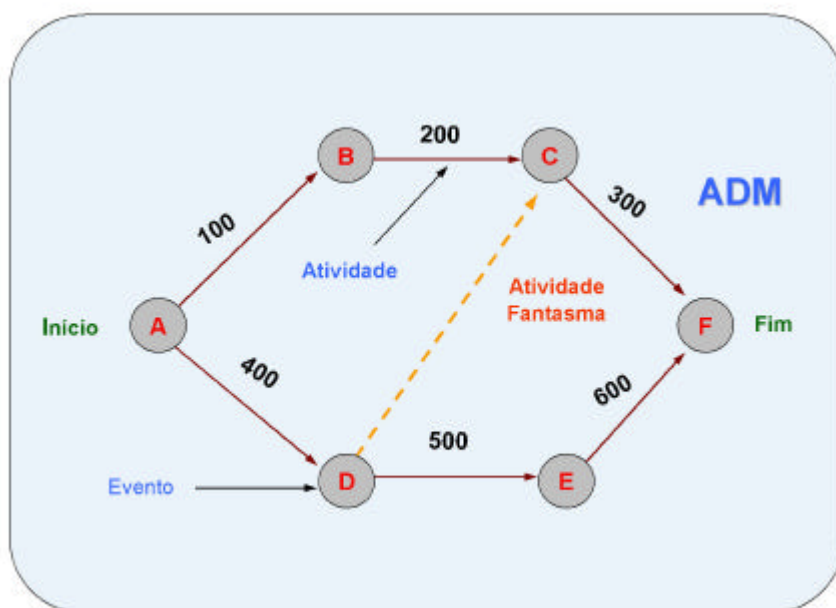 200
B
C
ADM
300
100
Atividade
Atividade
Fantasma
Início
A
F
Fim
400
600
500
Evento
D
E